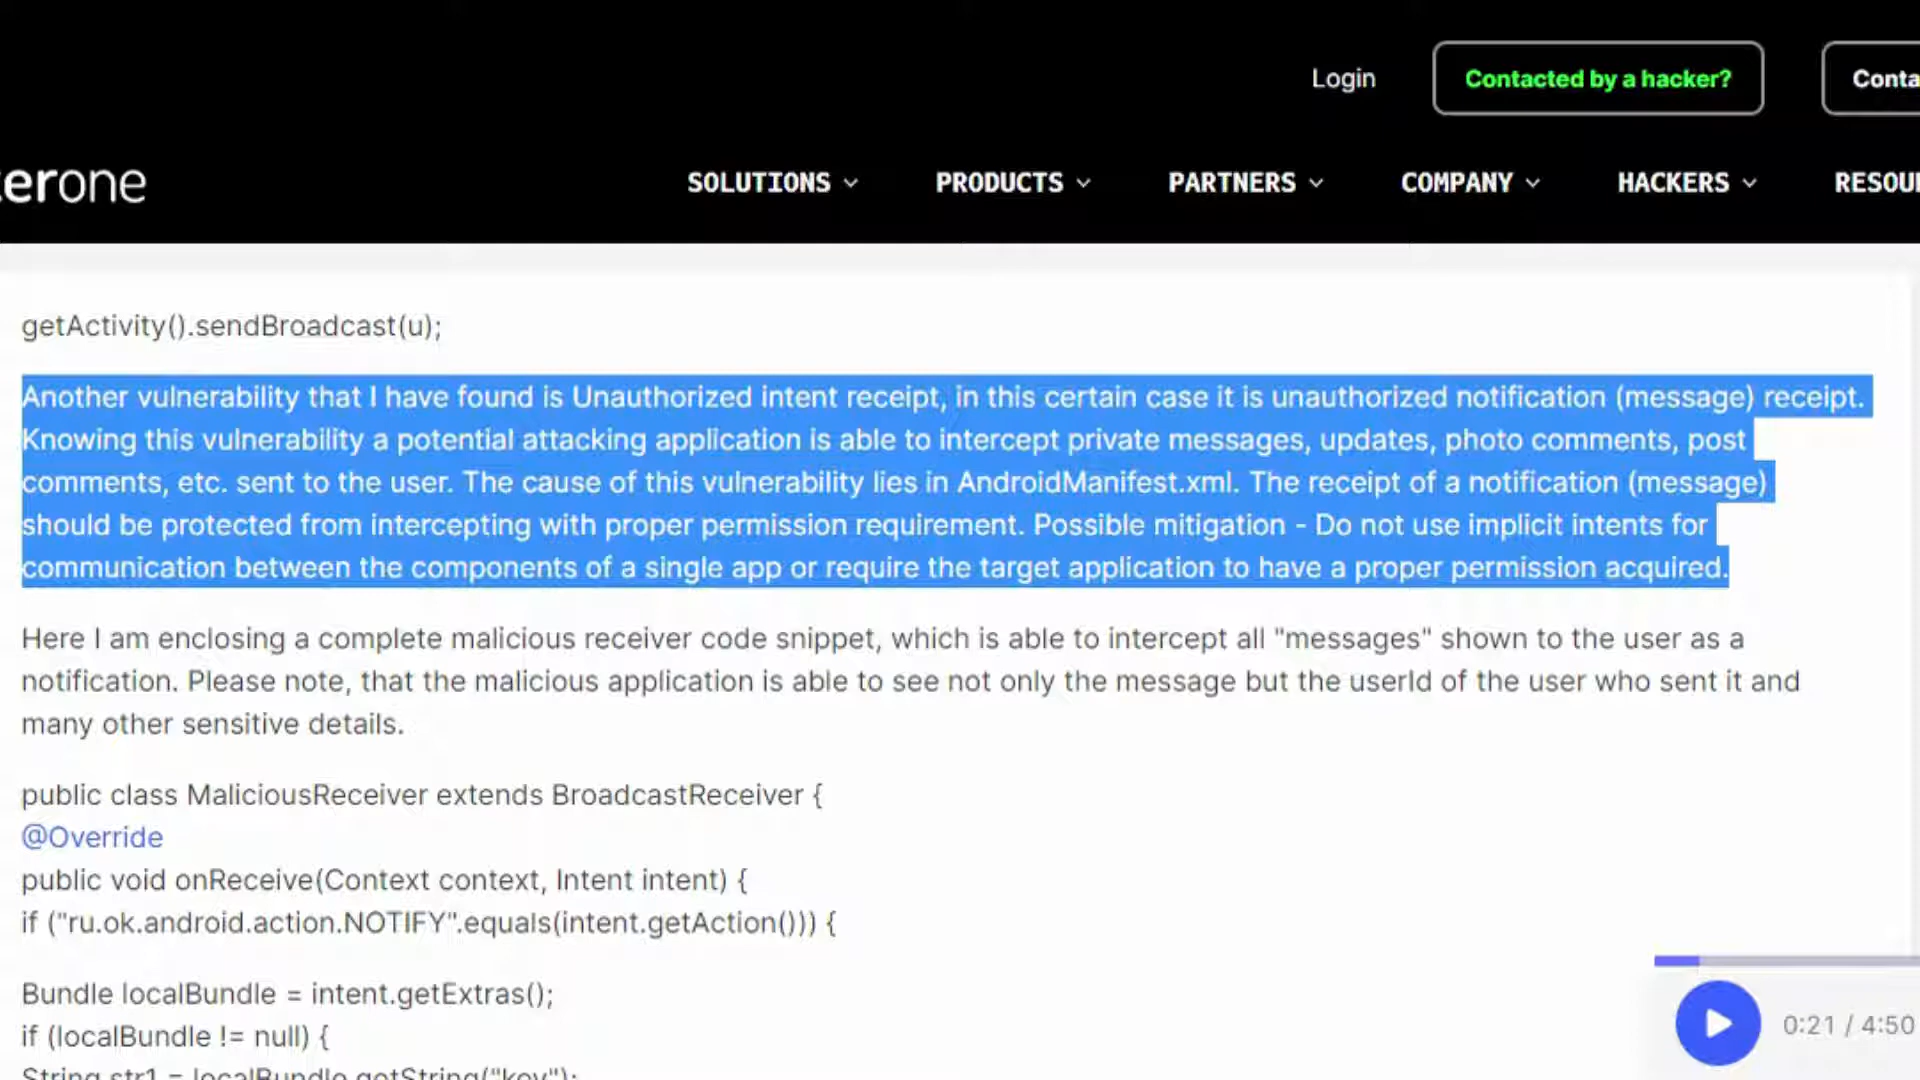 Login
Contacted by a hacker?
Conta
erone
SOLUTIONS
PRODUCTS
PARTNERS
COMPANY
HACKERS
RESOU
getActivity().sendBroadcast(u);
Another vulnerability that I have found is Unauthorized intent receipt, in this certain case it is unauthorized notification (message) receipt.
Knowing this vulnerability a potential attacking application is able to intercept private messages, updates, photo comments, post
comments, etc. sent to the user. The cause of this vulnerability lies in AndroidManifest.xml. The receipt of a notification (message)
should be protected from intercepting with proper permission requirement. Possible mitigation - Do not use implicit intents for
communication between the components of a single app or require the target application to have a proper permission acquired.
Here I am enclosing a complete malicious receiver code snippet, which is able to intercept all "messages" shown to the user as a
notification. Please note, that the malicious application is able to see not only the message but the userId of the user who sent it and
many other sensitive details.
public class MaliciousReceiver extends BroadcastReceiver {
@Override
public void onReceive(Context context, Intent intent) {
if ("ru.ok.android.action.NOTIFY".equals(intent.getAction())) {
Bundle localBundle = intent.getExtras();
if (localBundle != null) {
String str1 = localBundle.getString("key");
0:21 / 4:50